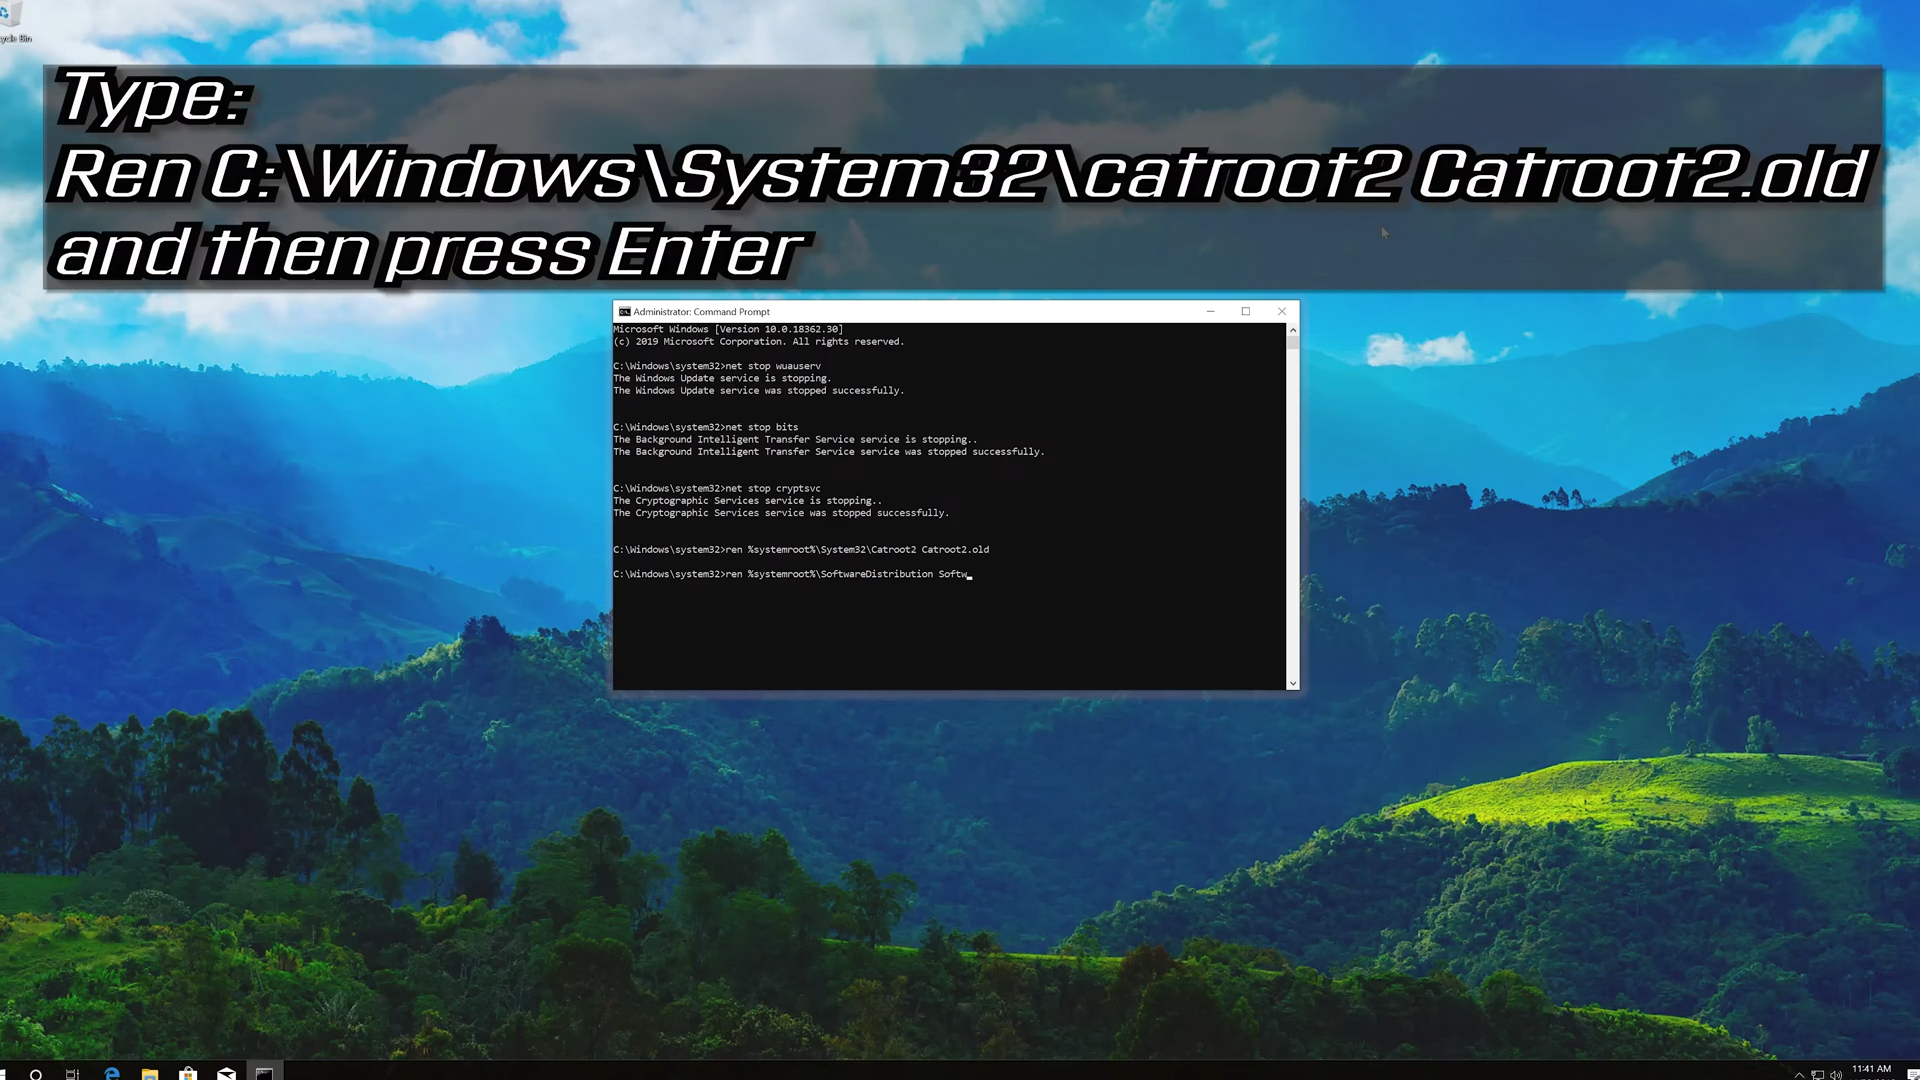 ycle Bin
Type:
Ren C:\Windows\System32\catroot2 Catroot2.old
and then press Enter
Administrator: Command Prompt
Microsoft Windows [Version 10.0.18362.30]
(c) 2019 Microsoft Corporation. All rights reserved.
C:\Windows\system32>net stop wuauserv
The Windows Update service is stopping.
The Windows Update service was stopped successfully.
C:\Windows\system32>net stop bits
The Background Intelligent Transfer Service service is stopping..
The Background Intelligent Transfer Service service was stopped successfully.
C:\Windows\system32>net stop cryptsvc
The Cryptographic Services service is stopping..
The Cryptographic Services service was stopped successfully.
C:\Windows\system32>ren %systemroot%\System32\Catroot2 Catroot2.old
C:\Windows\system32>ren %systemroot%\SoftwareDistribution Softw_
11:41 AM